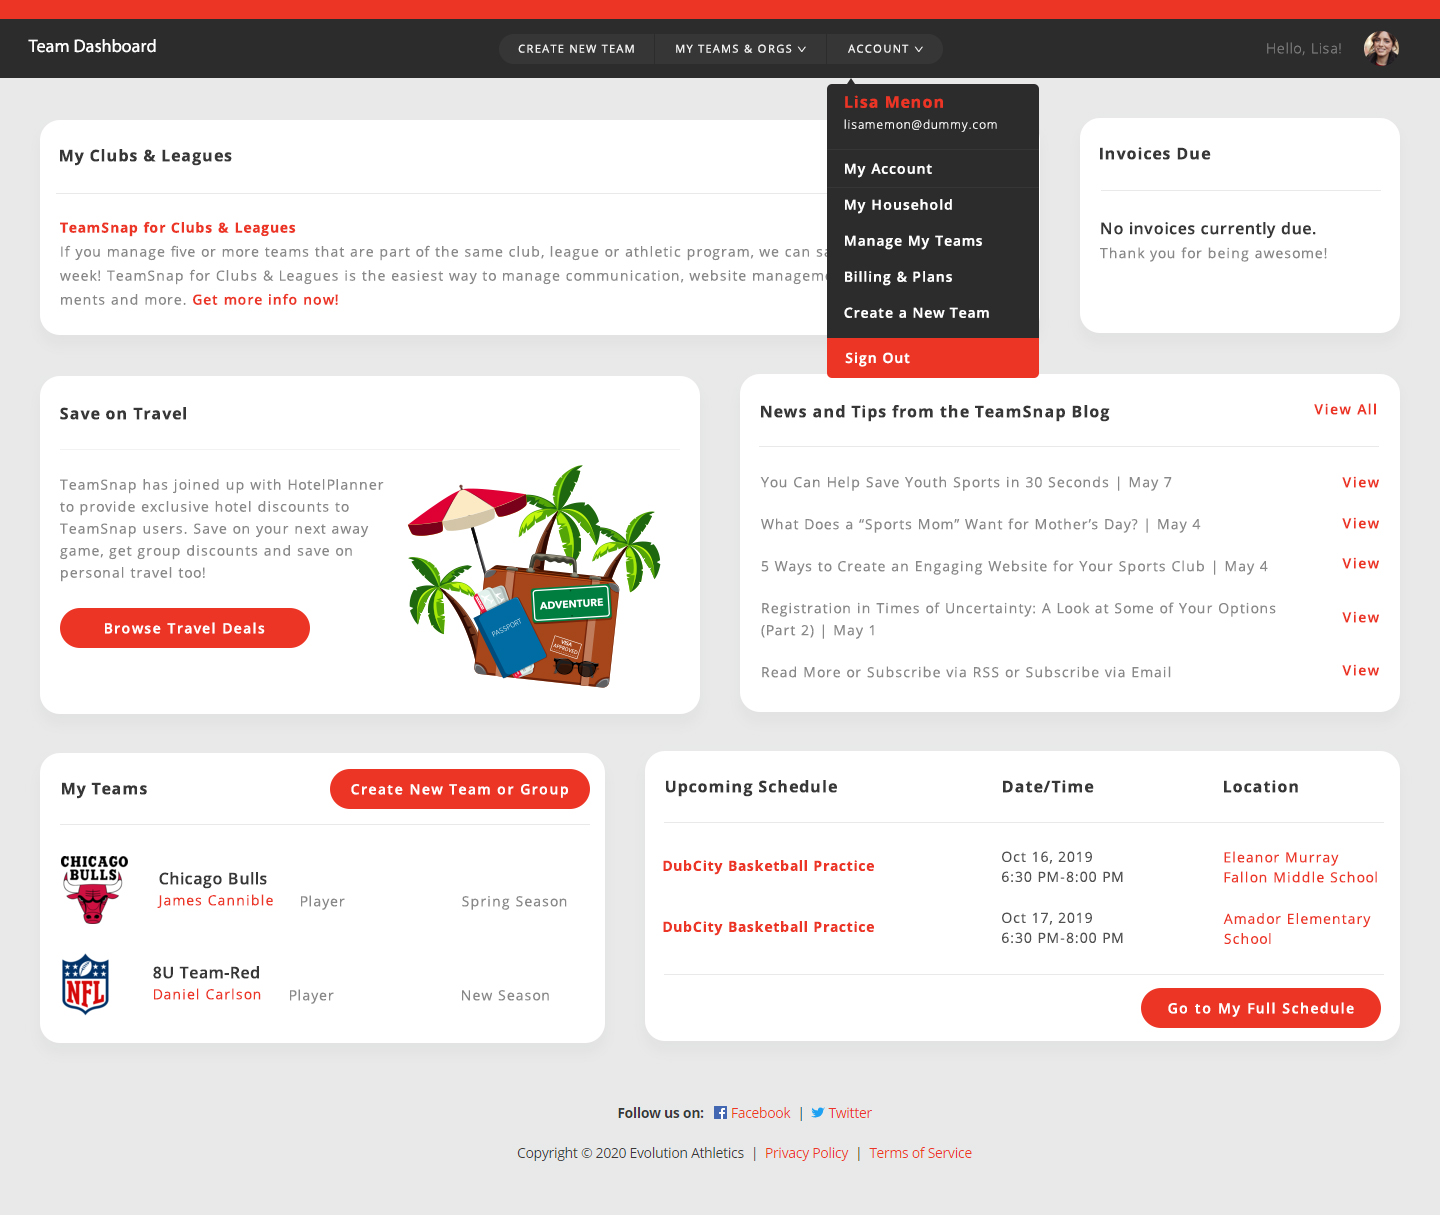 Team Dashboard
CREATE NEW TEAM
MY TEAMS & ORGS
ACCOUNT
Hello, Lisa!
Lisa Menon
lisamemon@dummy.com
My Account
My Household
Manage My Teams
Billing & Plans
Create a New Team
Sign Out
My Clubs & Leagues
TeamSnap for Clubs & Leagues
If you manage five or more teams that are part of the same club, league or athletic program, we can
week! TeamSnap for Clubs & Leagues is the easiest way to manage communication, website
ments and more. Get more info now!
Invoices Due
No invoices currently due.
Thank you for being awesome!
Save on Travel
TeamSnap has joined up with HotelPlanner
to provide exclusive hotel discounts to
TeamSnap users. Save on your next away
game, get group discounts and save on
personal travel too!
Browse Travel Deals
ADVENTURE
PASSPORT
VISA
APPROVED
News and Tips from the TeamSnap Blog
View All
You Can Help Save Youth Sports in 30 Seconds | May 7
View
What Does a “Sports Mom” Want for Mother’s Day? | May 4
View
5 Ways to Create an Engaging Website for Your Sports Club | May 4
View
Registration in Times of Uncertainty: A Look at Some of Your Options
(Part 2) | May 1
View
Read More or Subscribe via RSS or Subscribe via Email
View
My Teams
Create New Team or Group
CHICAGO
BULLS
Chicago Bulls
James Cannible
Player
Spring Season
NFL
8U Team-Red
Daniel Carlson
Player
New Season
Upcoming Schedule
Date/Time
Location
DubCity Basketball Practice
Oct 16, 2019
6:30 PM-8:00 PM
Eleanor Murray
Fallon Middle School
DubCity Basketball Practice
Oct 17, 2019
6:30 PM-8:00 PM
Amador Elementary
School
Go to My Full Schedule
Follow us on: Facebook | Twitter
Copyright © 2020 Evolution Athletics | Privacy Policy | Terms of Service